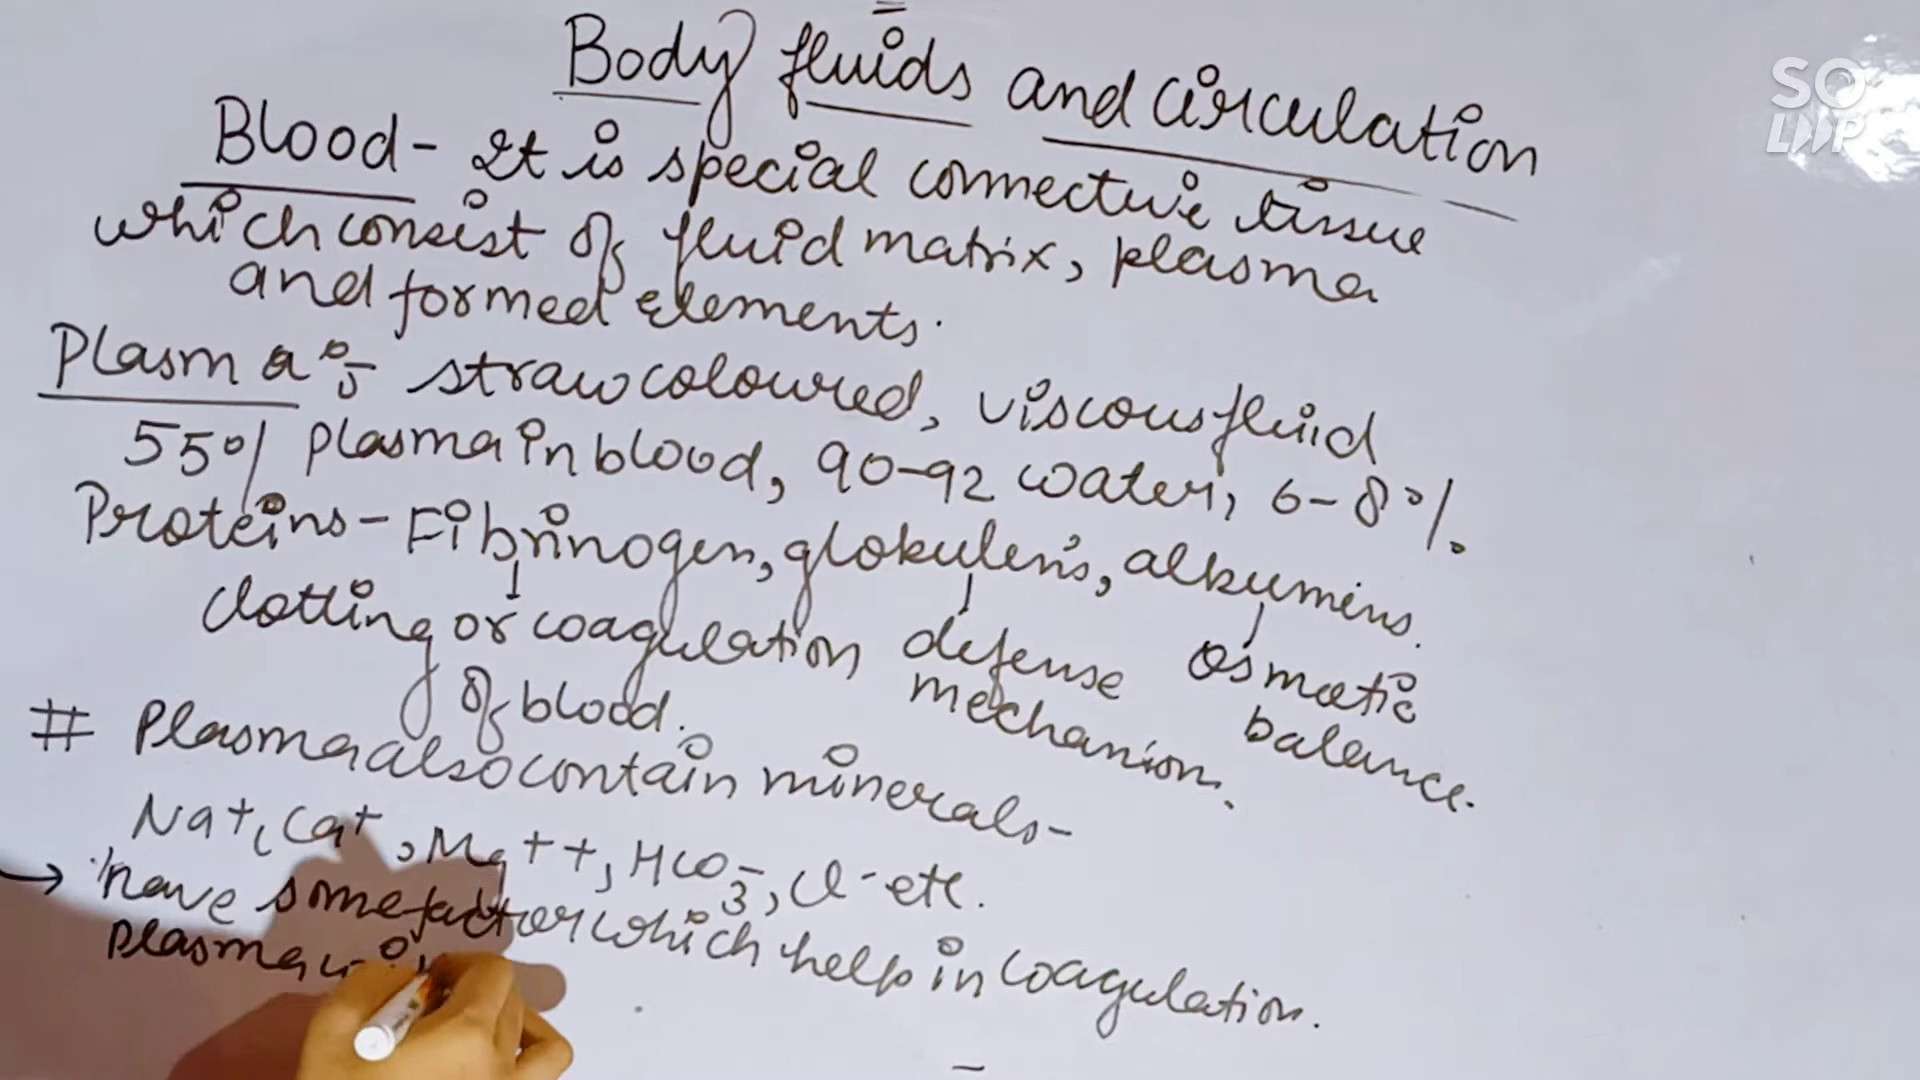 Body fluids and circulation
Blood - It is special connective tissue
which consist of fluid matrix, plasma
and formed elements.
Plasma :- straw coloured, viscous fluid
55% plasma in blood, 90-92 water, 6-8%.
Proteins - Fibrinogen, globulens, albumins.
clotting or coagulation defense osmotic
of blood. mechanism. balance.
# Plasma also contain minerals-
Na+, Ca+, Mg++, HCO3-, Cl- etc.
→ have some factor which help in coagulation.
plasma
SOLOOP